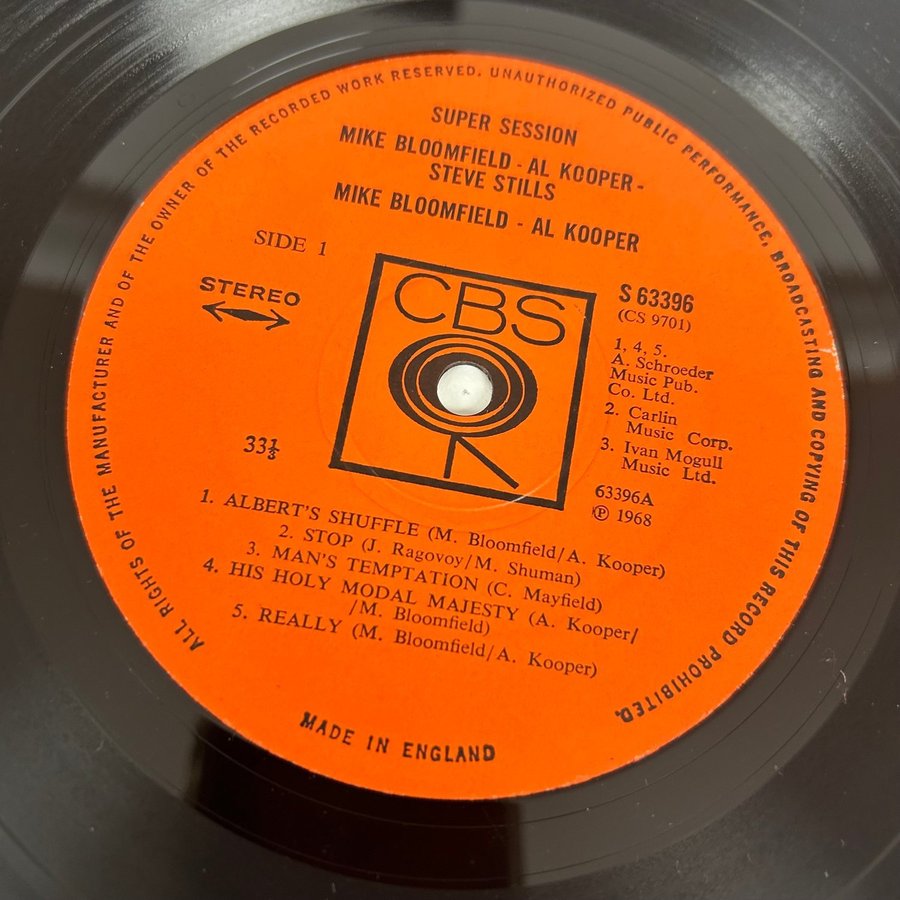 ALL RIGHTS OF THE MANUFACTURER AND OF THE OWNER OF THE RECORDED WORK RESERVED. UNAUTHORIZED PUBLIC PERFORMANCE, BROADCASTING AND COPYING OF THIS RECORD PROHIBITED.
SUPER SESSION
MIKE BLOOMFIELD - AL KOOPER -
STEVE STILLS
MIKE BLOOMFIELD - AL KOOPER
SIDE 1
STEREO
CBS
S 63396
(CS 9701)
1, 4, 5.
A. Schroeder
Music Pub.
Co. Ltd.
2. Carlin
Music Corp.
3. Ivan Mogull
Music Ltd.
33⅓
63396A
℗ 1968
1. ALBERT'S SHUFFLE (M. Bloomfield/A. Kooper)
2. STOP (J. Ragovoy/M. Shuman)
3. MAN'S TEMPTATION (C. Mayfield)
4. HIS HOLY MODAL MAJESTY (A. Kooper/
/M. Bloomfield)
5. REALLY (M. Bloomfield/A. Kooper)
MADE IN ENGLAND